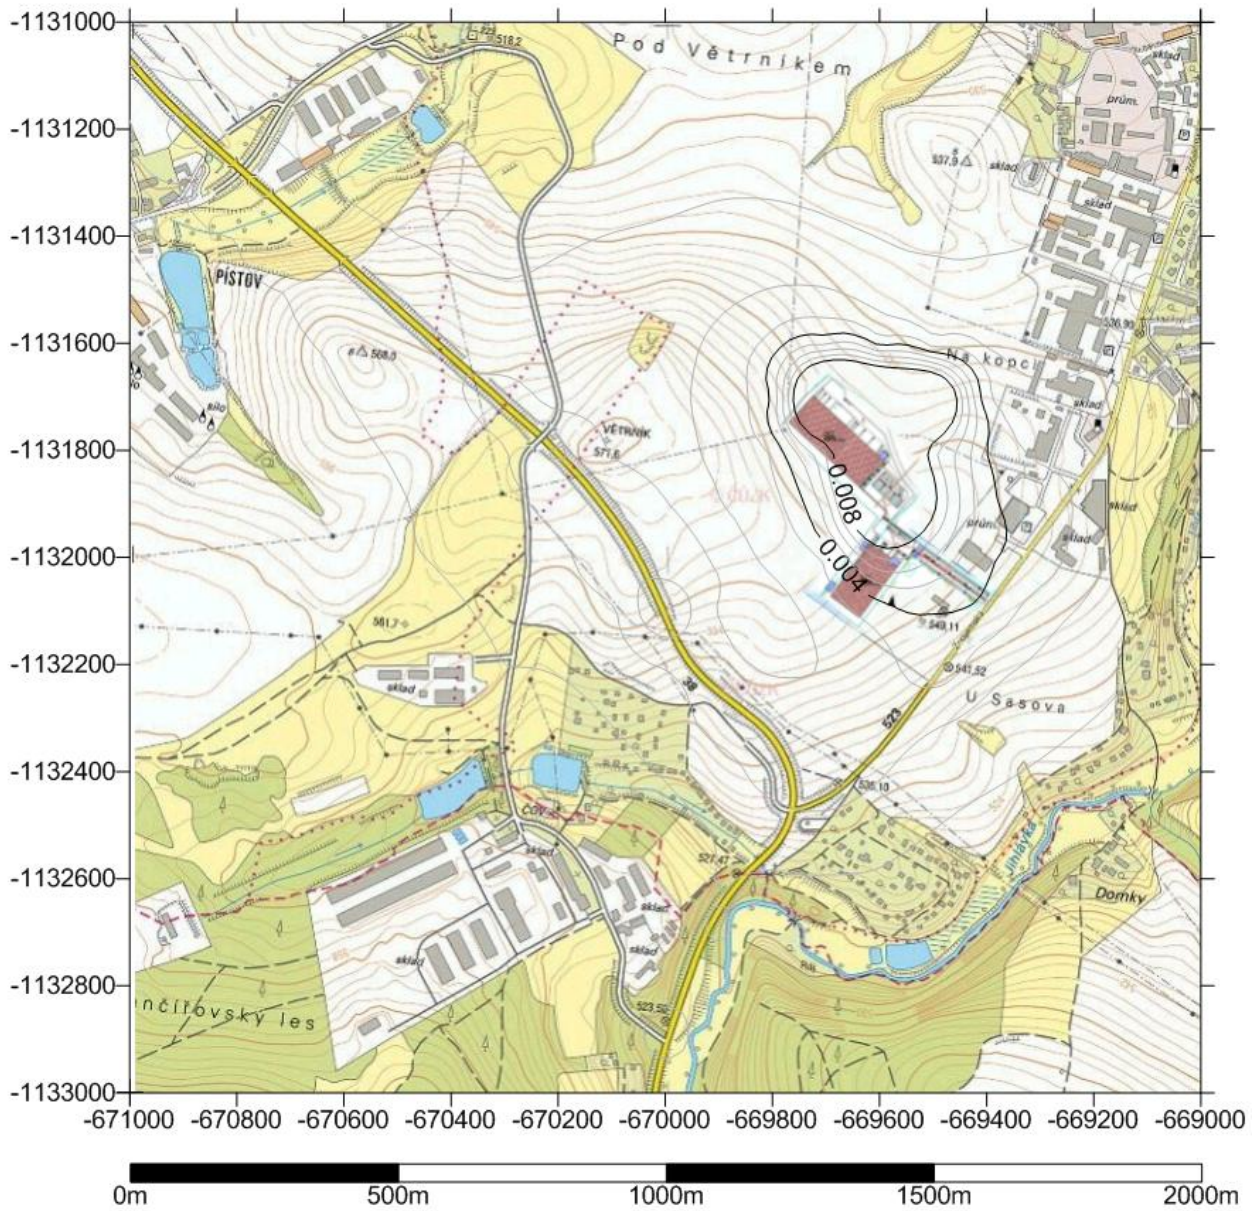 -1131000
518,2
Pod Větrníkem
sklad
prům.
-1131200
537,9
sklad
sklad
-1131400
PÍSTOV
536,90
-1131600
568,0
Na kopci
sklad
silo
VĚTRNÍK
571,6
-1131800
0.008
sklad
prům.
sklad
-1132000
0.004
561,7
549,11
-1132200
541,52
sklad
38
U Sasova
523
-1132400
535,10
ČOV
sklad
527,47
Jihlávka
-1132600
Domky
sklad
sklad
sklad
Ráj
-1132800
nčířovský les
523,52
-1133000
-671000 -670800 -670600 -670400 -670200 -670000 -669800 -669600 -669400 -669200 -669000
0m 500m 1000m 1500m 2000m